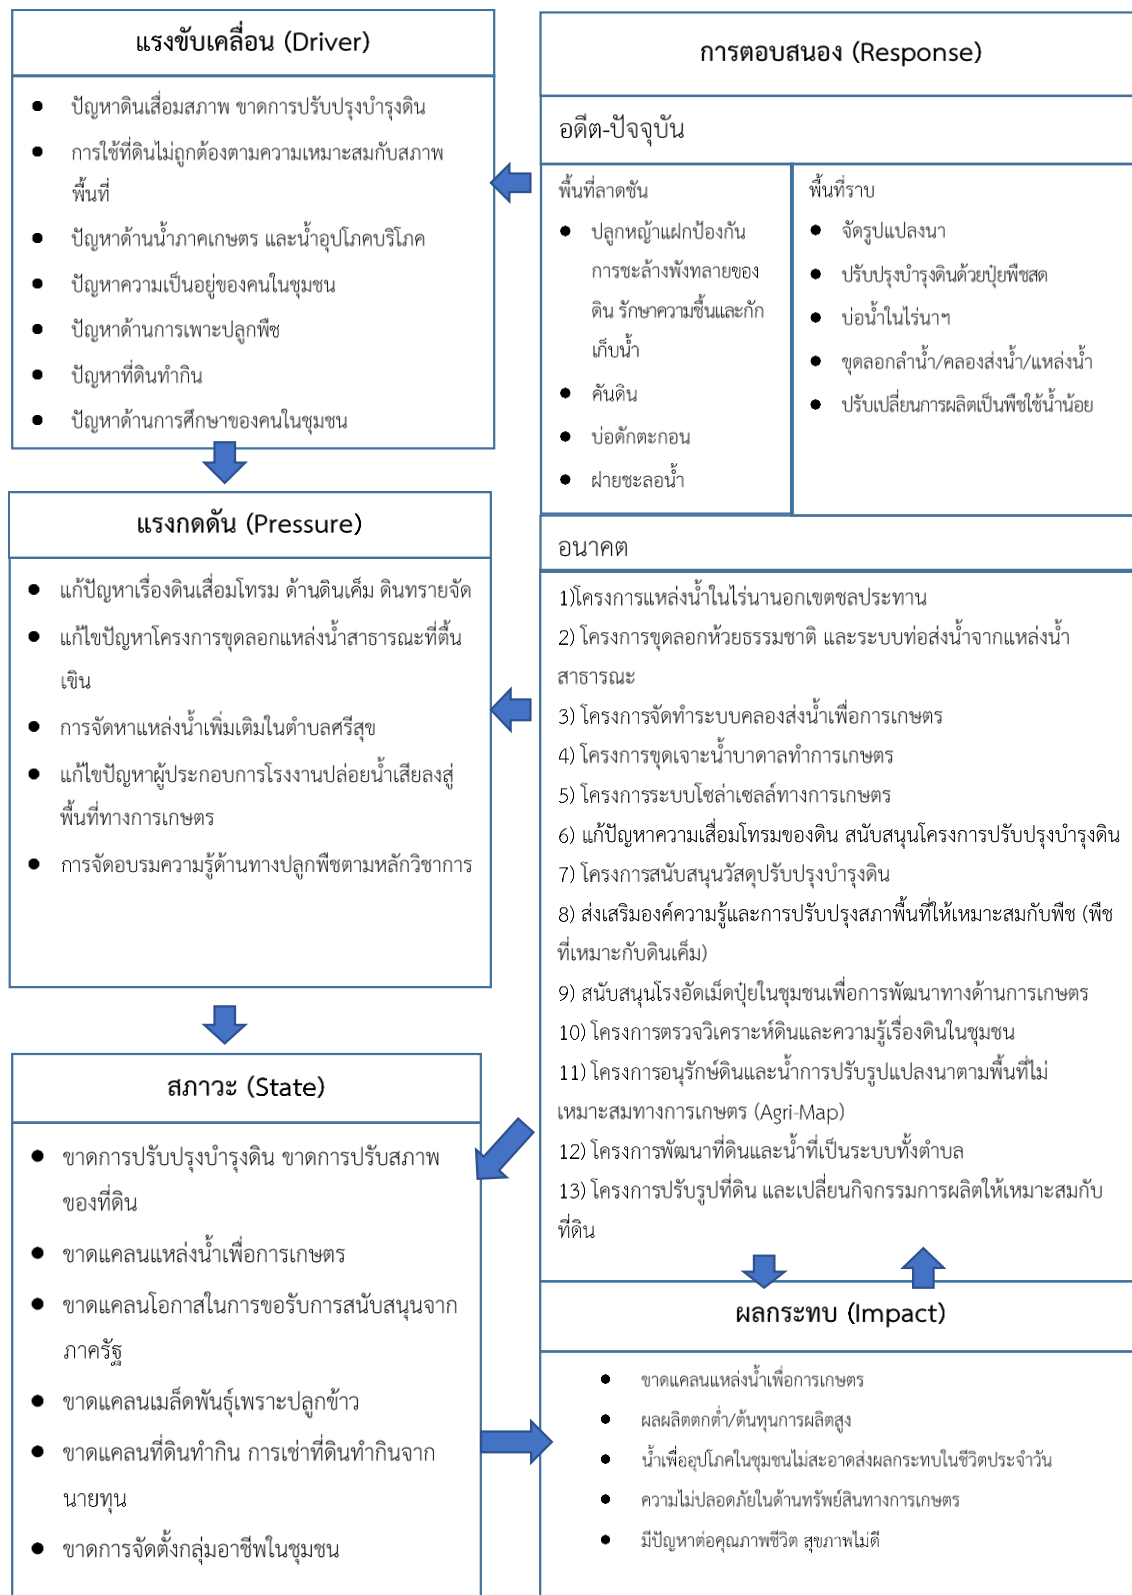 แรงขับเคลื่อน (Driver)
● ปัญหาดินเสื่อมสภาพ ขาดการปรับปรุงบำรุงดิน
● การใช้ที่ดินไม่ถูกต้องตามความเหมาะสมกับสภาพ
พื้นที่
● ปัญหาด้านน้ำภาคเกษตร และน้ำอุปโภคบริโภค
● ปัญหาความเป็นอยู่ของคนในชุมชน
● ปัญหาด้านการเพาะปลูกพืช
● ปัญหาที่ดินทำกิน
● ปัญหาด้านการศึกษาของคนในชุมชน
แรงกดดัน (Pressure)
● แก้ปัญหาเรื่องดินเสื่อมโทรม ด้านดินเค็ม ดินทรายจัด
● แก้ไขปัญหาโครงการขุดลอกแหล่งน้ำสาธารณะที่ตื้น
เขิน
● การจัดหาแหล่งน้ำเพิ่มเติมในตำบลศรีสุข
● แก้ไขปัญหาผู้ประกอบการโรงงานปล่อยน้ำเสียลงสู่
พื้นที่ทางการเกษตร
● การจัดอบรมความรู้ด้านทางปลูกพืชตามหลักวิชาการ
สภาวะ (State)
● ขาดการปรับปรุงบำรุงดิน ขาดการปรับสภาพ
ของที่ดิน
● ขาดแคลนแหล่งน้ำเพื่อการเกษตร
● ขาดแคลนโอกาสในการขอรับการสนับสนุนจาก
ภาครัฐ
● ขาดแคลนเมล็ดพันธุ์เพราะปลูกข้าว
● ขาดแคลนที่ดินทำกิน การเช่าที่ดินทำกินจาก
นายทุน
● ขาดการจัดตั้งกลุ่มอาชีพในชุมชน
การตอบสนอง (Response)
อดีต-ปัจจุบัน
พื้นที่ลาดชัน
● ปลูกหญ้าแฝกป้องกัน
การชะล้างพังทลายของ
ดิน รักษาความชื้นและกัก
เก็บน้ำ
● คันดิน
● บ่อดักตะกอน
● ฝายชะลอน้ำ
พื้นที่ราบ
● จัดรูปแปลงนา
● ปรับปรุงบำรุงดินด้วยปุ๋ยพืชสด
● บ่อน้ำในไร่นาฯ
● ขุดลอกลำน้ำ/คลองส่งน้ำ/แหล่งน้ำ
● ปรับเปลี่ยนการผลิตเป็นพืชใช้น้ำน้อย
อนาคต
1)โครงการแหล่งน้ำในไร่นานอกเขตชลประทาน
2) โครงการขุดลอกห้วยธรรมชาติ และระบบท่อส่งน้ำจากแหล่งน้ำ
สาธารณะ
3) โครงการจัดทำระบบคลองส่งน้ำเพื่อการเกษตร
4) โครงการขุดเจาะน้ำบาดาลทำการเกษตร
5) โครงการระบบโซล่าเซลล์ทางการเกษตร
6) แก้ปัญหาความเสื่อมโทรมของดิน สนับสนุนโครงการปรับปรุงบำรุงดิน
7) โครงการสนับสนุนวัสดุปรับปรุงบำรุงดิน
8) ส่งเสริมองค์ความรู้และการปรับปรุงสภาพื้นที่ให้เหมาะสมกับพืช (พืช
ที่เหมาะกับดินเค็ม)
9) สนับสนุนโรงอัดเม็ดปุ๋ยในชุมชนเพื่อการพัฒนาทางด้านการเกษตร
10) โครงการตรวจวิเคราะห์ดินและความรู้เรื่องดินในชุมชน
11) โครงการอนุรักษ์ดินและน้ำการปรับรูปแปลงนาตามพื้นที่ไม่
เหมาะสมทางการเกษตร (Agri-Map)
12) โครงการพัฒนาที่ดินและน้ำที่เป็นระบบทั้งตำบล
13) โครงการปรับรูปที่ดิน และเปลี่ยนกิจกรรมการผลิตให้เหมาะสมกับ
ที่ดิน
ผลกระทบ (Impact)
● ขาดแคลนแหล่งน้ำเพื่อการเกษตร
● ผลผลิตตกต่ำ/ต้นทุนการผลิตสูง
● น้ำเพื่ออุปโภคในชุมชนไม่สะอาดส่งผลกระทบในชีวิตประจำวัน
● ความไม่ปลอดภัยในด้านทรัพย์สินทางการเกษตร
● มีปัญหาต่อคุณภาพชีวิต สุขภาพไม่ดี